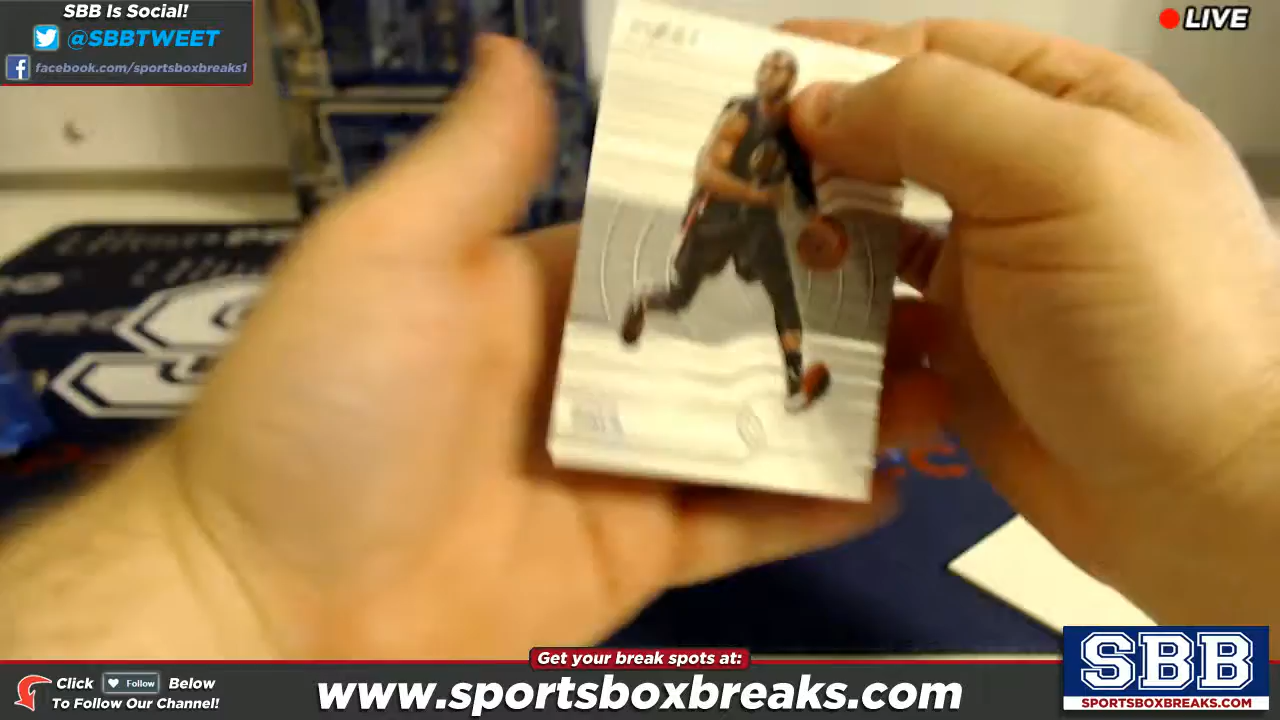 SBB Is Social!
@SBBTWEET
facebook.com/sportsboxbreaks1
LIVE
Get your break spots at:
Click Follow Below
To Follow Our Channel!
www.sportsboxbreaks.com
SBB
SPORTSBOXBREAKS.COM